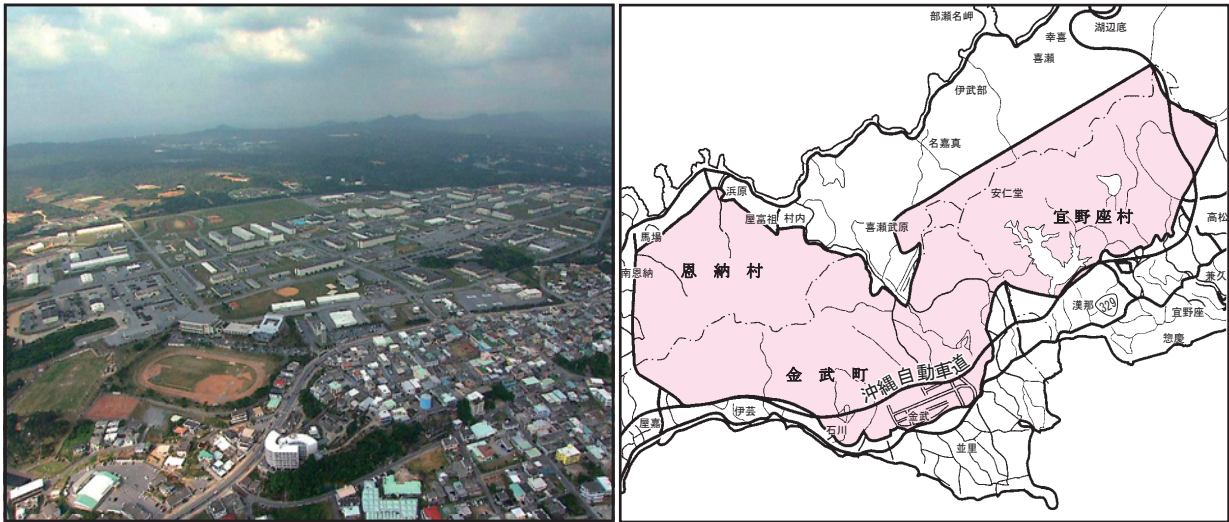 部瀬名岬
湖辺底
幸喜
喜瀬
伊武部
名嘉真
浜原
安仁堂
屋富祖
村内
宜野座村
高松
喜瀬武原
馬場
恩納村
南恩納
兼久
漢那
329
宜野座
惣慶
金武町
沖縄自動車道
伊芸
金武
屋嘉
石川
並里